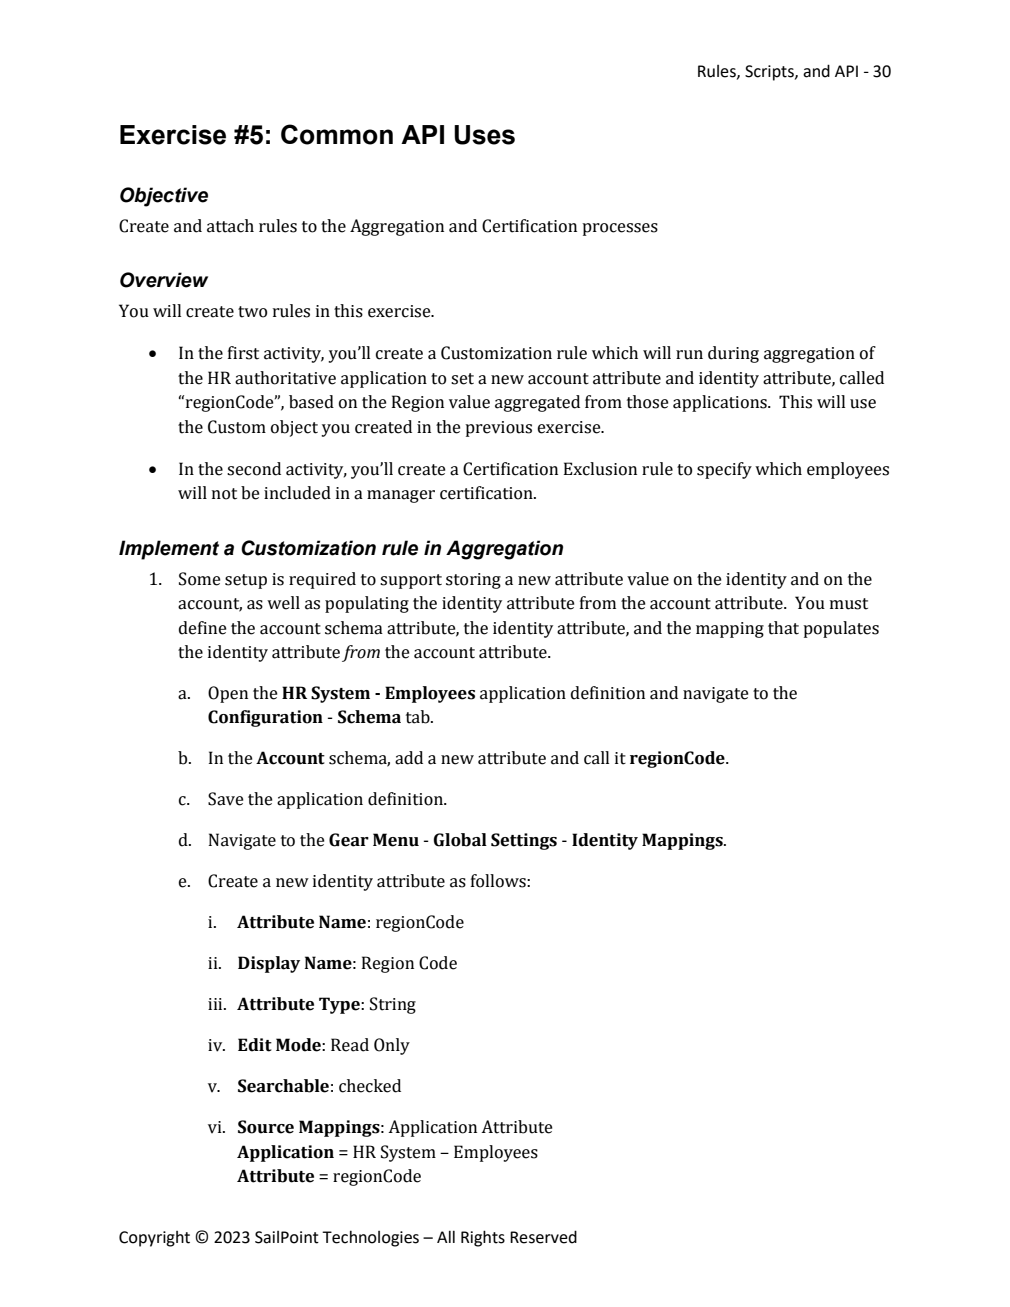 Rules, Scripts, and API - 30
Exercise #5: Common API Uses
Objective
Create and attach rules to the Aggregation and Certification processes
Overview
You will create two rules in this exercise.
• In the first activity, you’ll create a Customization rule which will run during aggregation of
the HR authoritative application to set a new account attribute and identity attribute, called
“regionCode”, based on the Region value aggregated from those applications.  This will use
the Custom object you created in the previous exercise.
• In the second activity, you’ll create a Certification Exclusion rule to specify which employees
will not be included in a manager certification.
Implement a Customization rule in Aggregation
1. Some setup is required to support storing a new attribute value on the identity and on the
account, as well as populating the identity attribute from the account attribute.  You must
define the account schema attribute, the identity attribute, and the mapping that populates
the identity attribute from the account attribute.
a. Open the HR System - Employees application definition and navigate to the
Configuration - Schema tab.
b. In the Account schema, add a new attribute and call it regionCode.
c. Save the application definition.
d. Navigate to the Gear Menu - Global Settings - Identity Mappings.
e. Create a new identity attribute as follows:
i. Attribute Name: regionCode
ii. Display Name: Region Code
iii. Attribute Type: String
iv. Edit Mode: Read Only
v. Searchable: checked
vi. Source Mappings: Application Attribute
Application = HR System – Employees
Attribute = regionCode
Copyright © 2023 SailPoint Technologies – All Rights Reserved